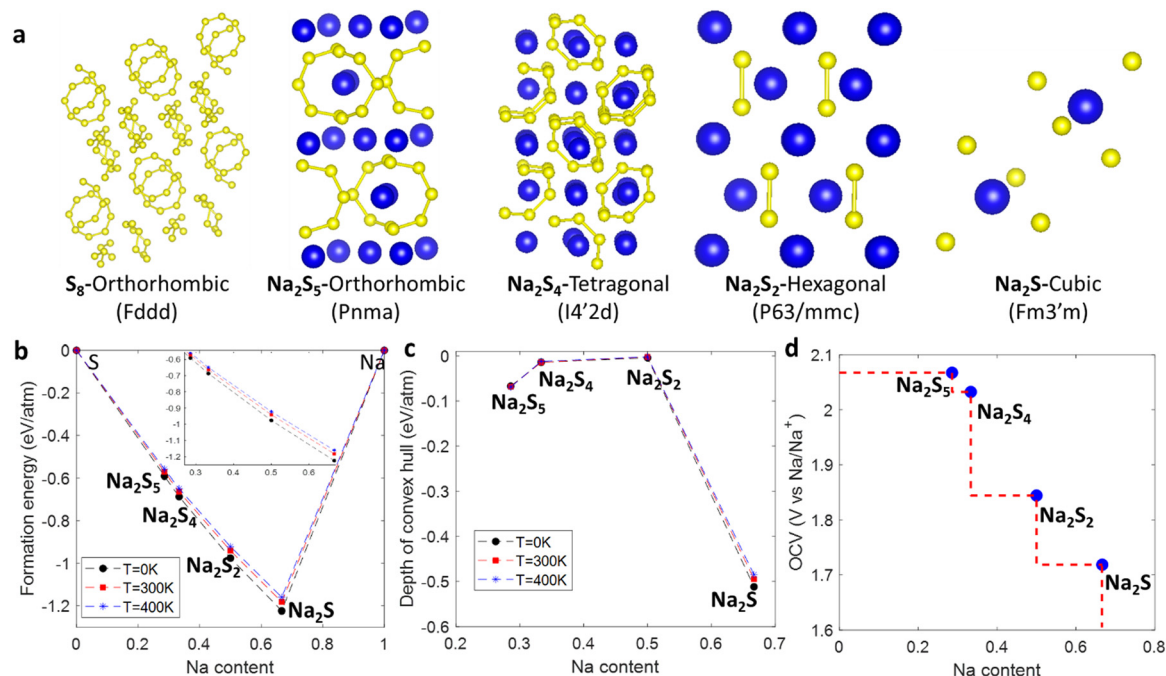 a
S8-Orthorhombic
(Fddd)
Na2S5-Orthorhombic
(Pnma)
Na2S4-Tetragonal
(I4'2d)
Na2S2-Hexagonal
(P63/mmc)
Na2S-Cubic
(Fm3'm)
b
Formation energy (eV/atm)
0
-0.2
-0.4
-0.6
-0.8
-1
-1.2
S
Na
-0.6
-0.7
-0.8
-0.9
-1
-1.1
-1.2
0.3
0.4
0.5
0.6
Na2S5
Na2S4
Na2S2
Na2S
T=0K
T=300K
T=400K
0
0.2
0.4
0.6
0.8
1
Na content
c
Depth of convex hull (eV/atm)
0
-0.1
-0.2
-0.3
-0.4
-0.5
-0.6
Na2S5
Na2S4
Na2S2
Na2S
T=0K
T=300K
T=400K
0.2
0.3
0.4
0.5
0.6
0.7
Na content
d
OCV (V vs Na/Na+)
2.1
2
1.9
1.8
1.7
1.6
Na2S5
Na2S4
Na2S2
Na2S
0
0.2
0.4
0.6
0.8
Na content